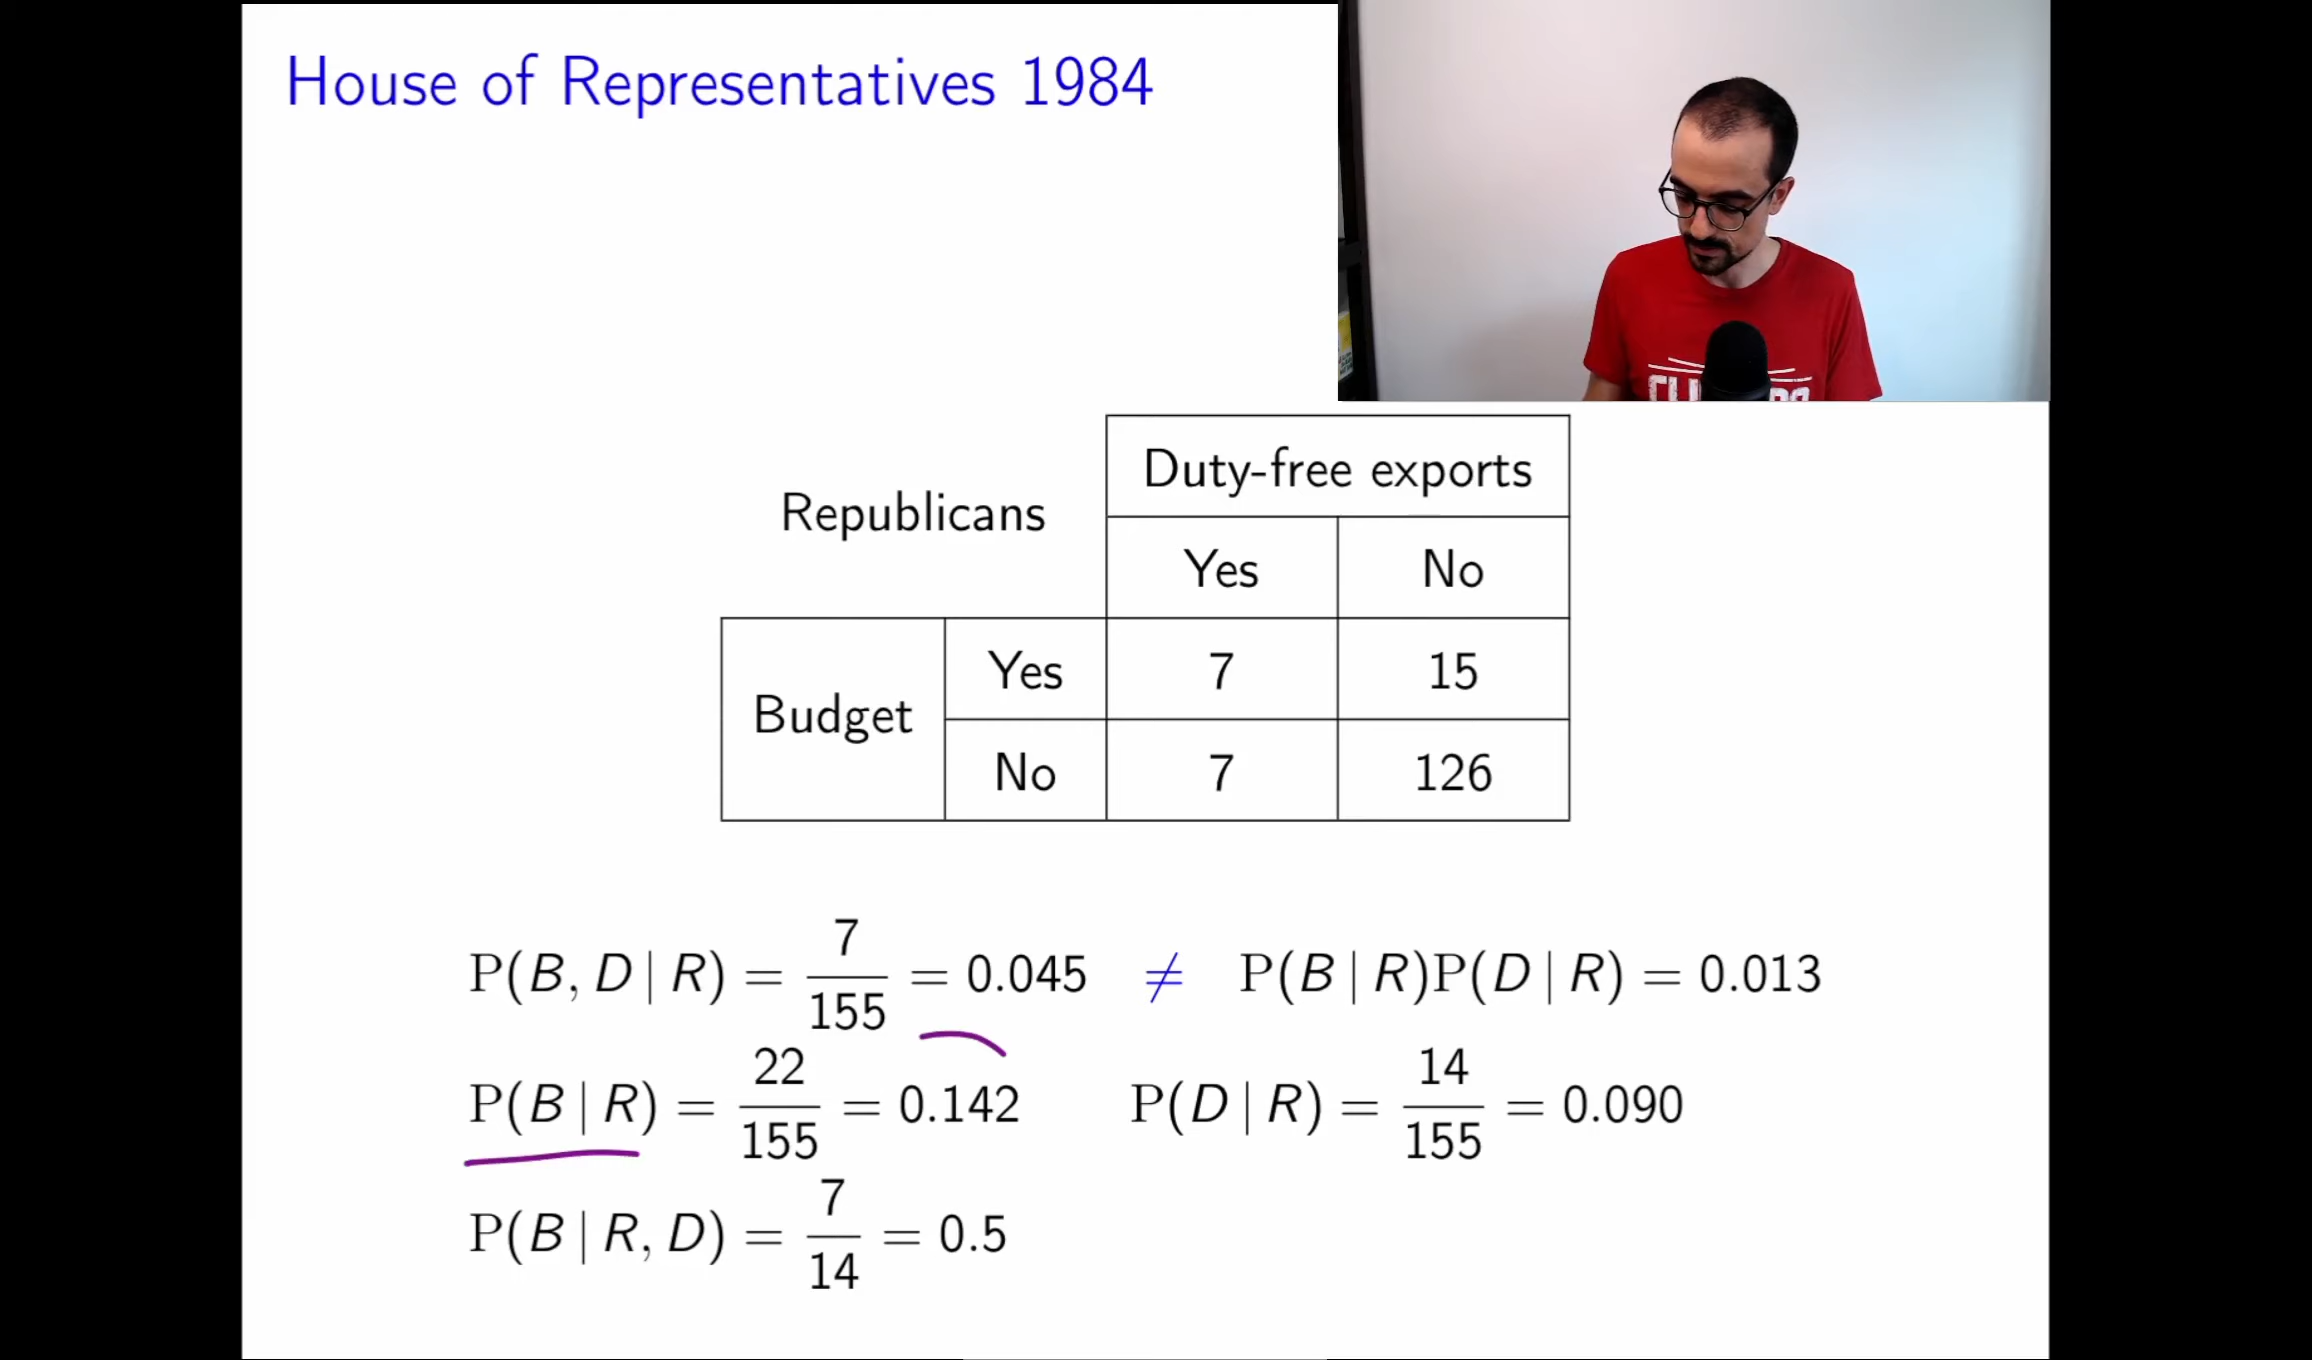 House of Representatives 1984
Republicans
Duty-free exports
Yes No
Budget
Yes 7 15
No 7 126
P(B, D | R) = 7/155 = 0.045 ≠ P(B | R)P(D | R) = 0.013
P(B | R) = 22/155 = 0.142 P(D | R) = 14/155 = 0.090
P(B | R, D) = 7/14 = 0.5